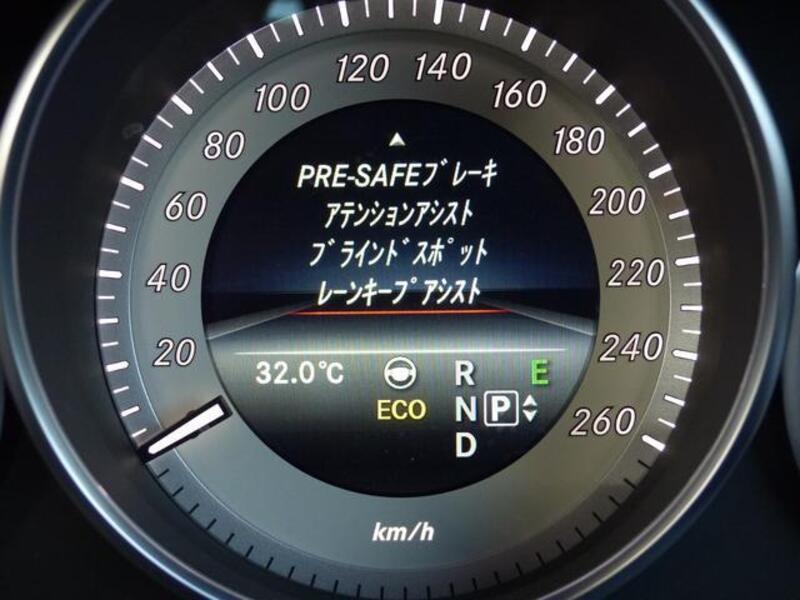 20
40
60
80
100
120
140
160
180
200
220
240
260
PRE-SAFEブレーキ
アテンションアシスト
ブラインドスポット
レーンキープアシスト
32.0°C
R
E
ECO
N P
D
km/h